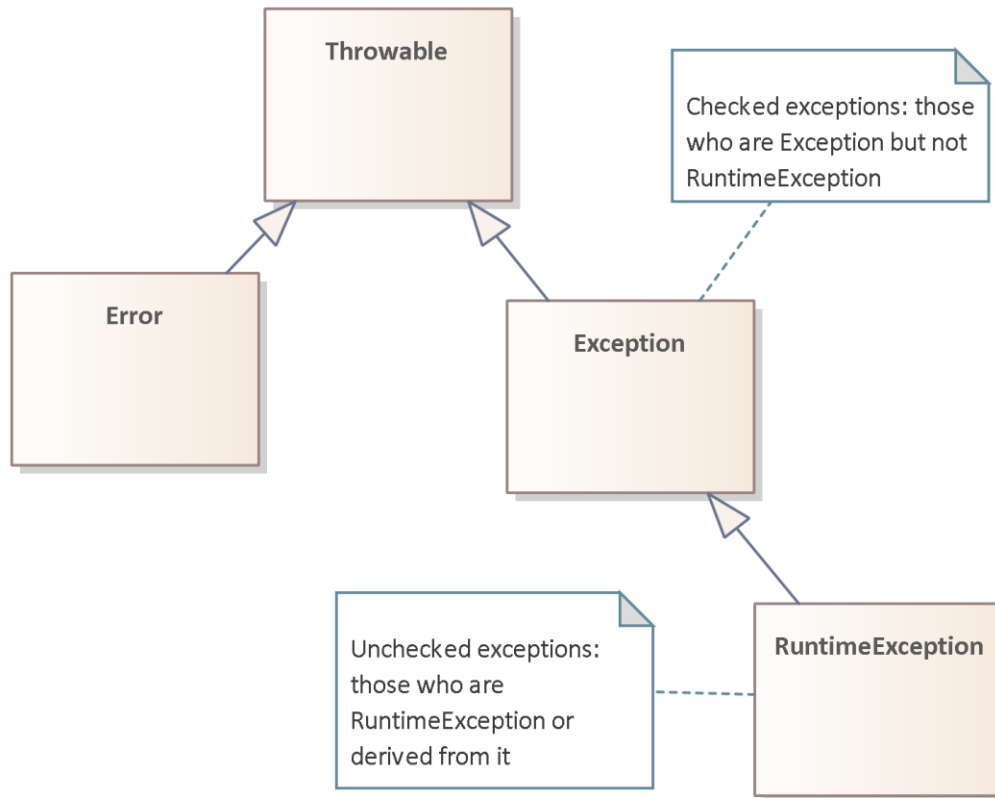 Throwable
Checked exceptions: those
who are Exception but not
RuntimeException
Error
Exception
Unchecked exceptions:
those who are
RuntimeException or
derived from it
RuntimeException